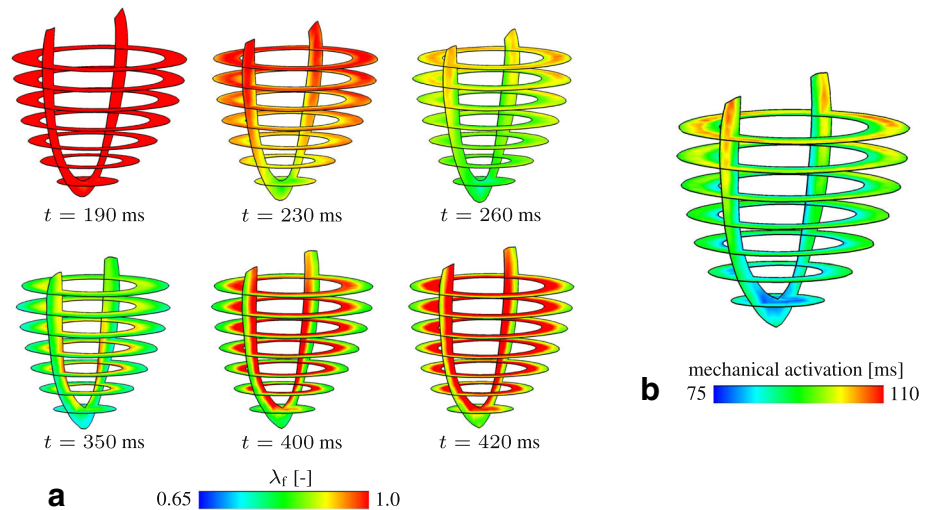 t = 190 ms
t = 230 ms
t = 260 ms
t = 350 ms
t = 400 ms
t = 420 ms
λf [-]
a
0.65
1.0
mechanical activation [ms]
b
75
110